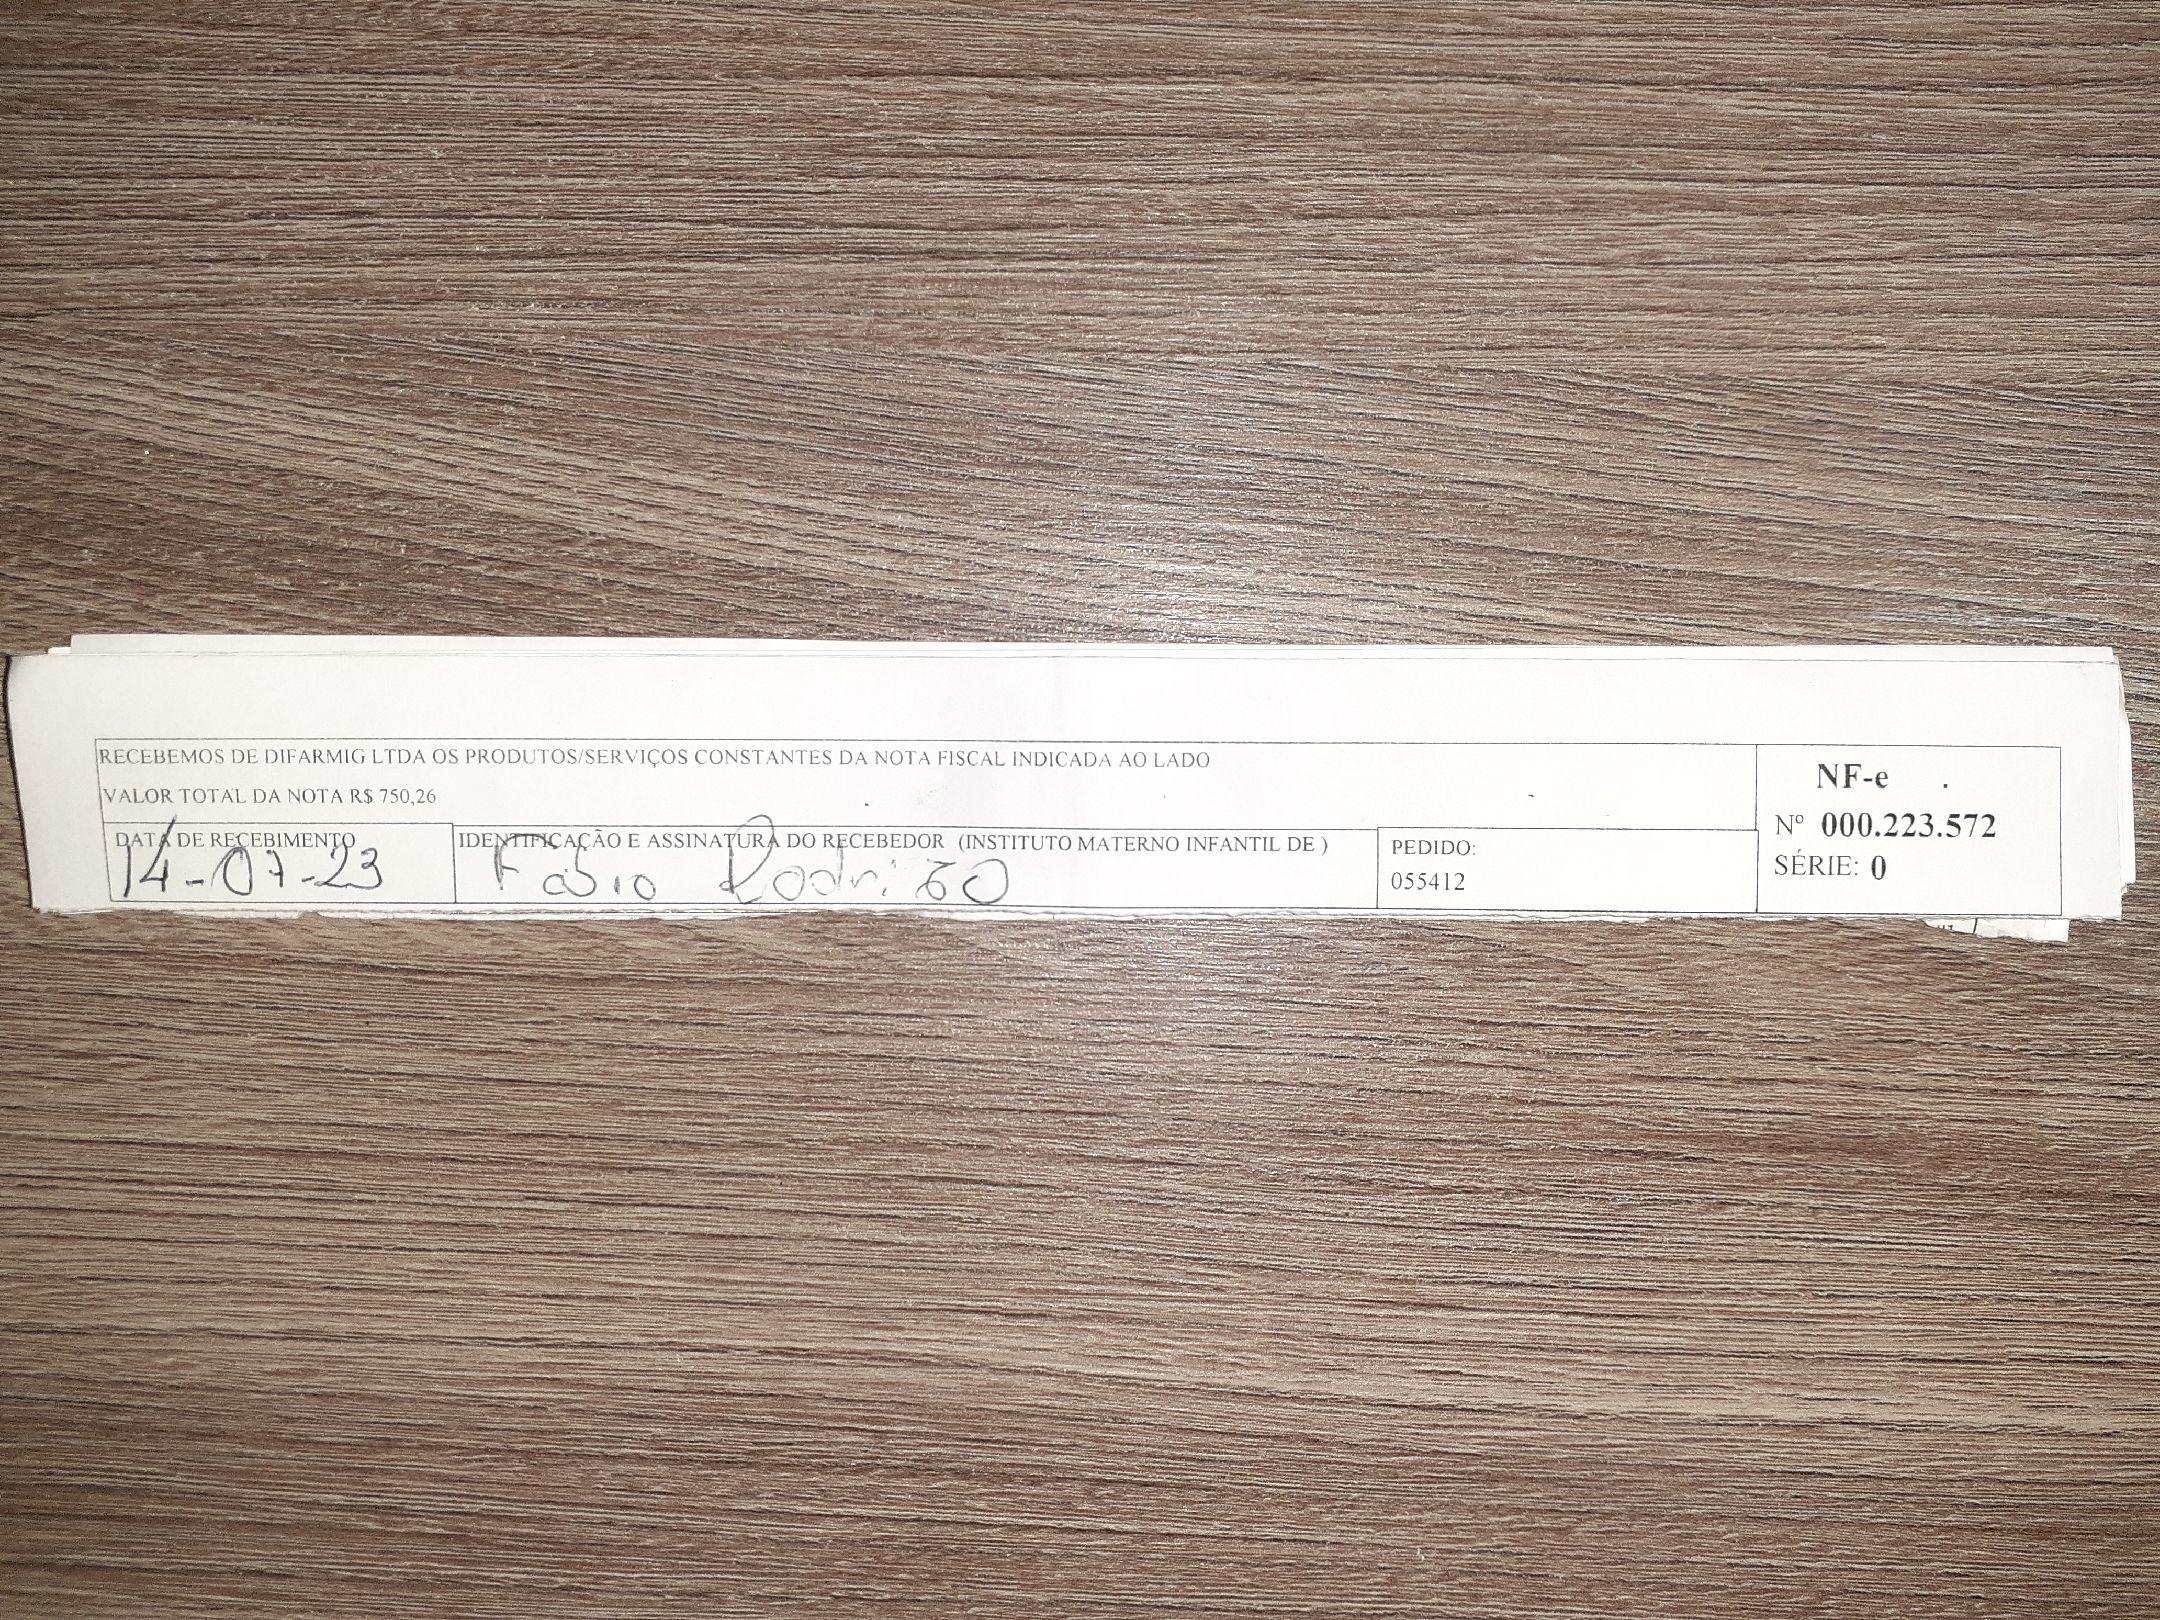 RECEBEMOS DE DIFARMIG LTDA OS PRODUTOS/SERVIÇOS CONSTANTES DA NOTA FISCAL INDICADA AO LADO
VALOR TOTAL DA NOTA R$ 750,26
DATA DE RECEBIMENTO
14-07-23
IDENTIFICAÇÃO E ASSINATURA DO RECEBEDOR (INSTITUTO MATERNO INFANTIL DE )
Fabio Rodrigo
PEDIDO:
055412
NF-e
Nº 000.223.572
SÉRIE: 0